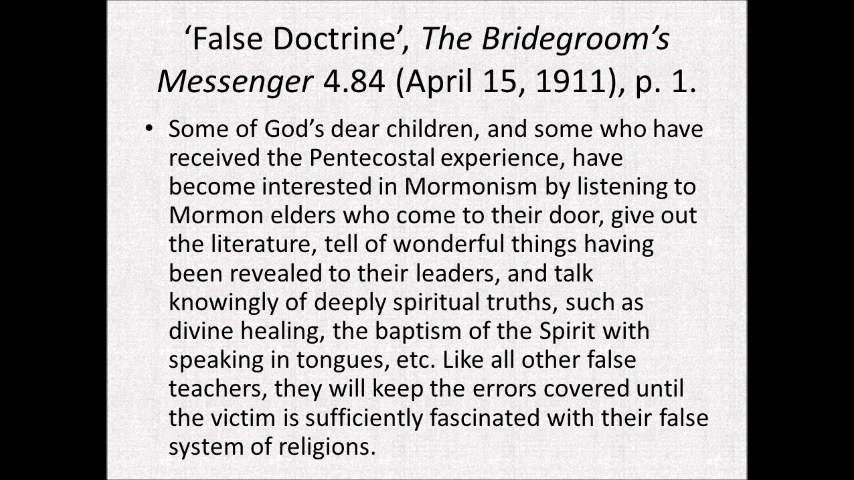 ‘False Doctrine’, The Bridegroom’s
Messenger 4.84 (April 15, 1911), p. 1.
• Some of God’s dear children, and some who have
received the Pentecostal experience, have
become interested in Mormonism by listening to
Mormon elders who come to their door, give out
the literature, tell of wonderful things having
been revealed to their leaders, and talk
knowingly of deeply spiritual truths, such as
divine healing, the baptism of the Spirit with
speaking in tongues, etc. Like all other false
teachers, they will keep the errors covered until
the victim is sufficiently fascinated with their false
system of religions.